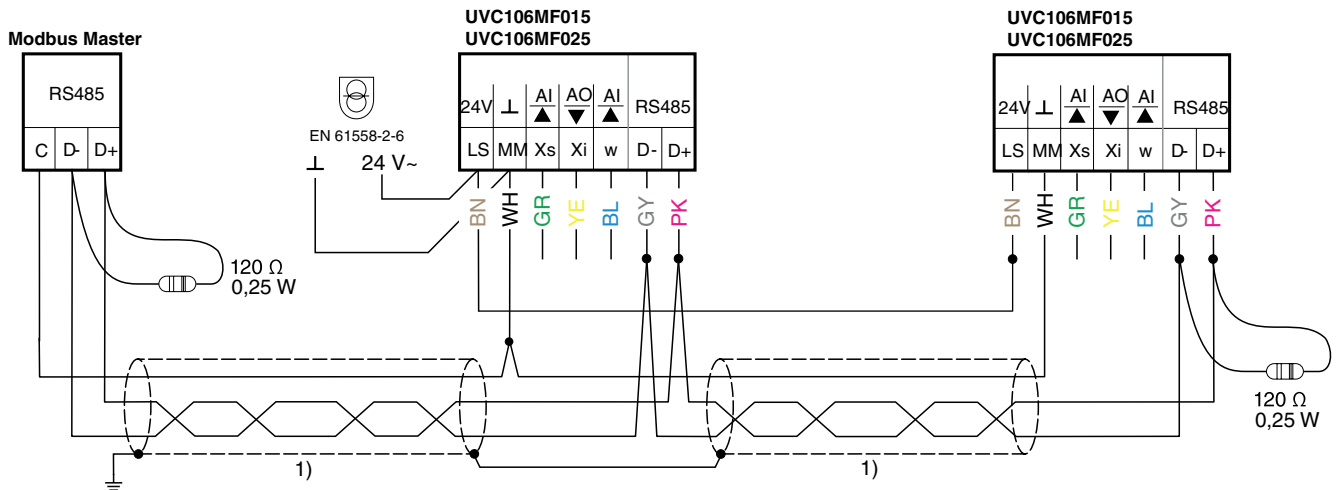 Modbus Master
RS485
C D- D+
120 Ω
0,25 W
EN 61558-2-6
⊥ 24 V~
UVC106MF015
UVC106MF025
24V ⊥ AI AO AI RS485
LS MM Xs Xi w D- D+
BN WH GR YE BL GY PK
UVC106MF015
UVC106MF025
24V ⊥ AI AO AI RS485
LS MM Xs Xi w D- D+
BN WH GR YE BL GY PK
120 Ω
0,25 W
1)
1)